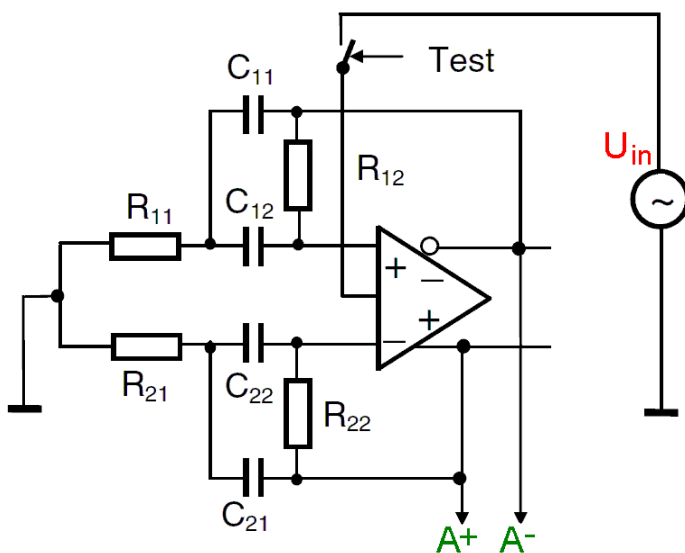 Test
C11
Uin
R12
C12
R11
+
−
~
+
−
R21
C22
R22
C21
A+ A-